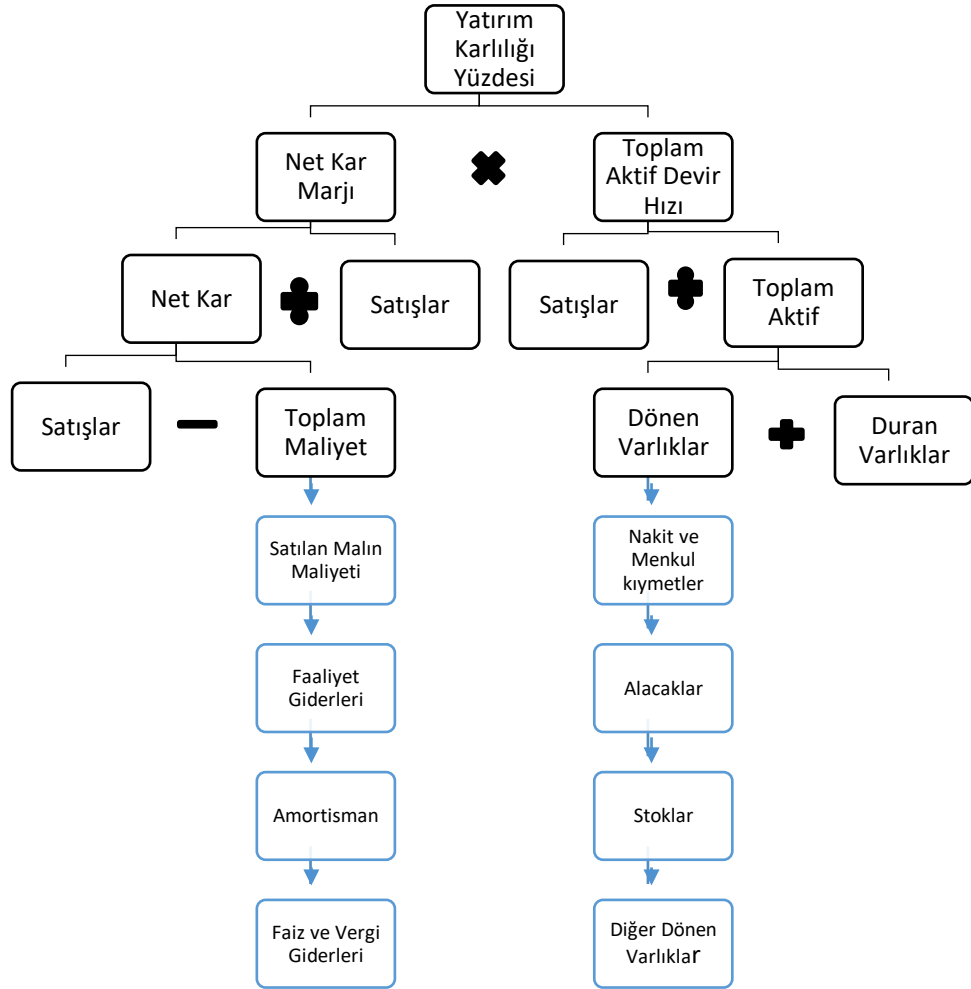 Yatırım
Karlılığı
Yüzdesi
Net Kar
Marjı
Toplam
Aktif Devir
Hızı
Net Kar
Satışlar
Satışlar
Toplam
Aktif
Satışlar
Toplam
Maliyet
Dönen
Varlıklar
Duran
Varlıklar
Satılan Malın
Maliyeti
Nakit ve
Menkul
kıymetler
Faaliyet
Giderleri
Alacaklar
Amortisman
Stoklar
Faiz ve Vergi
Giderleri
Diğer Dönen
Varlıklar